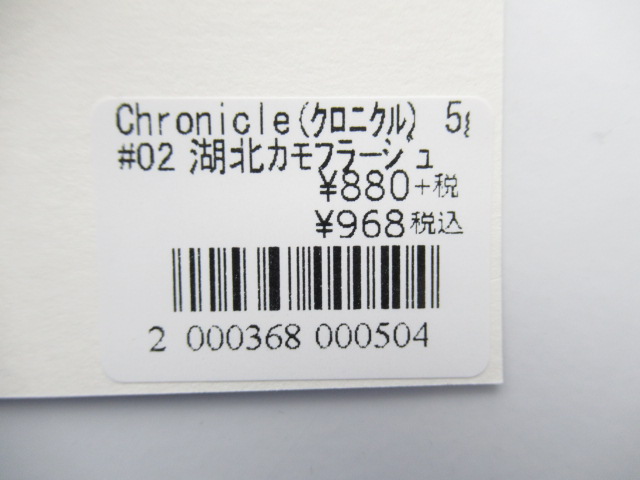 Chronicle(クロニクル) 5g
#02 湖北カモフラージュ
¥880+税
¥968税込
2 000368 000504